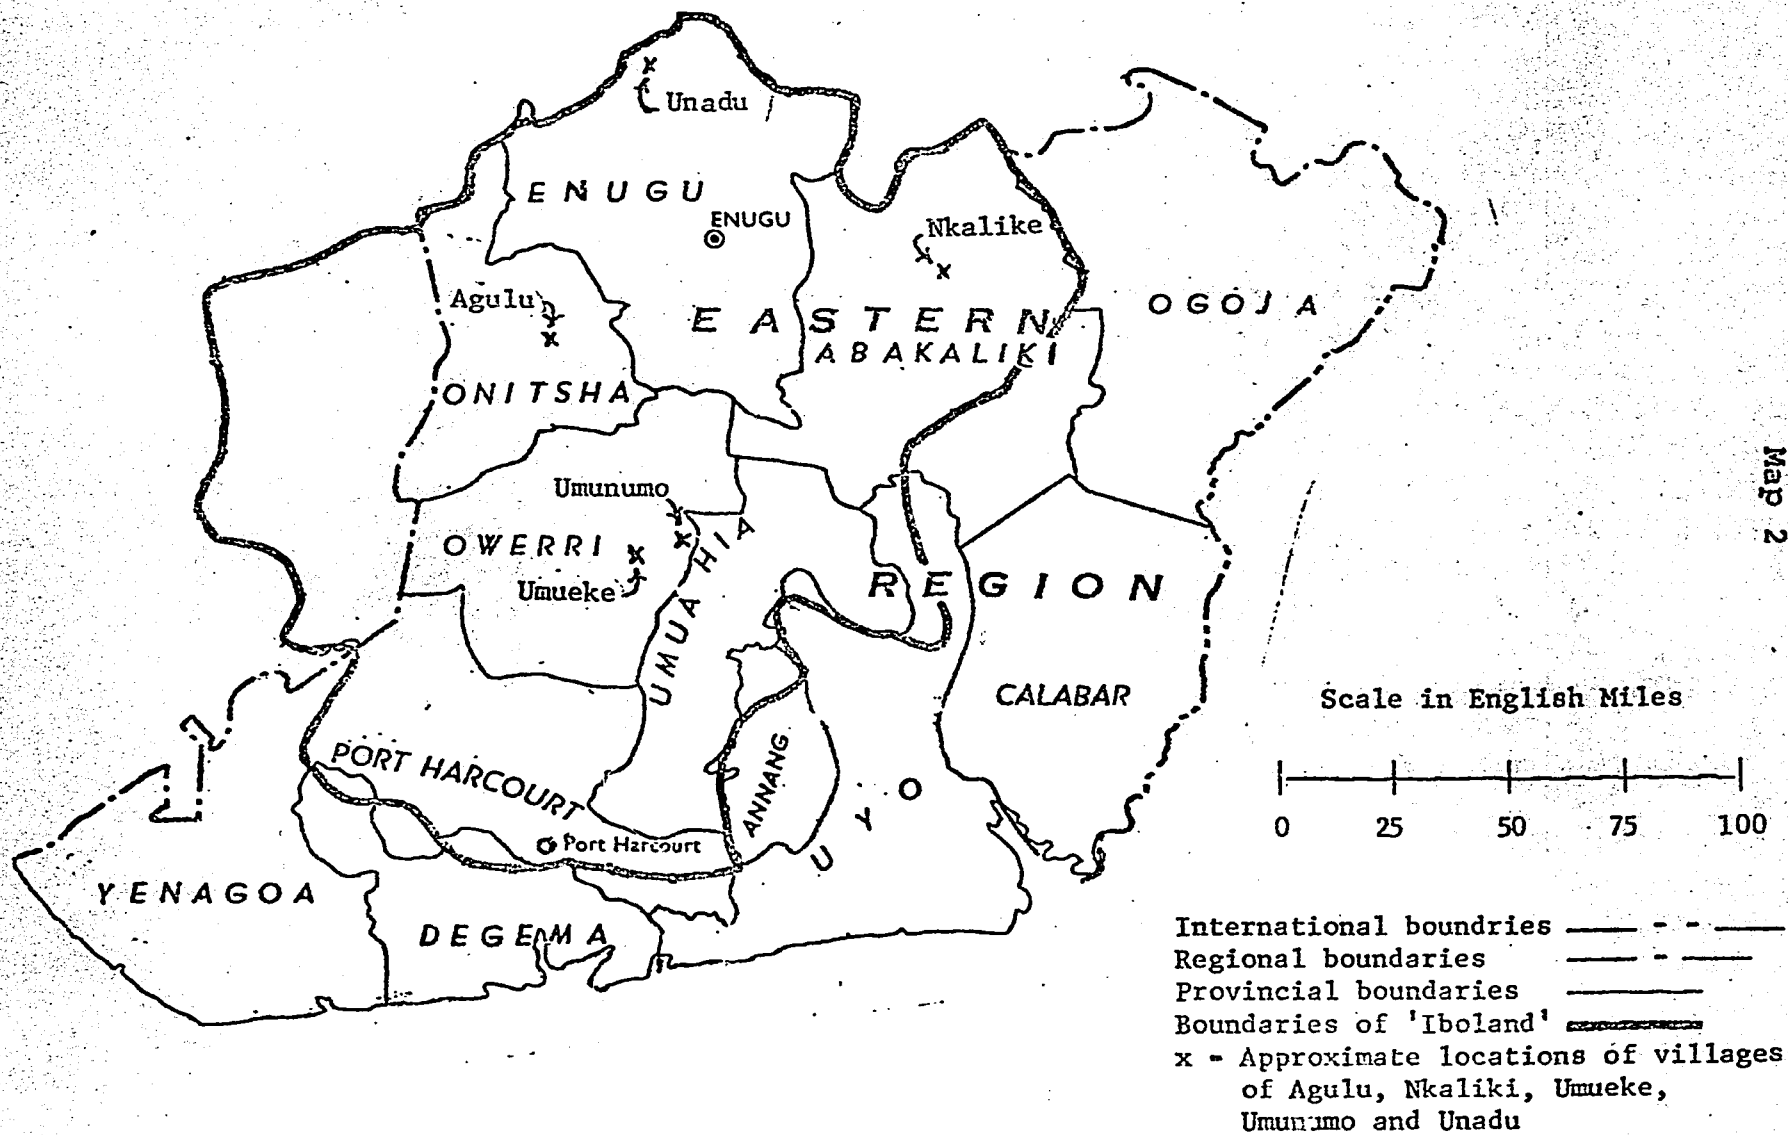 Unadu
ENUGU
ENUGU
Nkalike
Agulu
OGOJA
EASTERN
ABAKALIKI
ONITSHA
Map 2
Umunumo
OWERRI
UMUAHIA
Umueke
REGION
CALABAR
Scale in English Miles
PORT HARCOURT
ANNANG
UYO
0 25 50 75 100
Port Harcourt
YENAGOA
DEGEMA
International boundries
Regional boundaries
Provincial boundaries
Boundaries of 'Iboland'
x - Approximate locations of villages
of Agulu, Nkaliki, Umueke,
Umunumo and Unadu